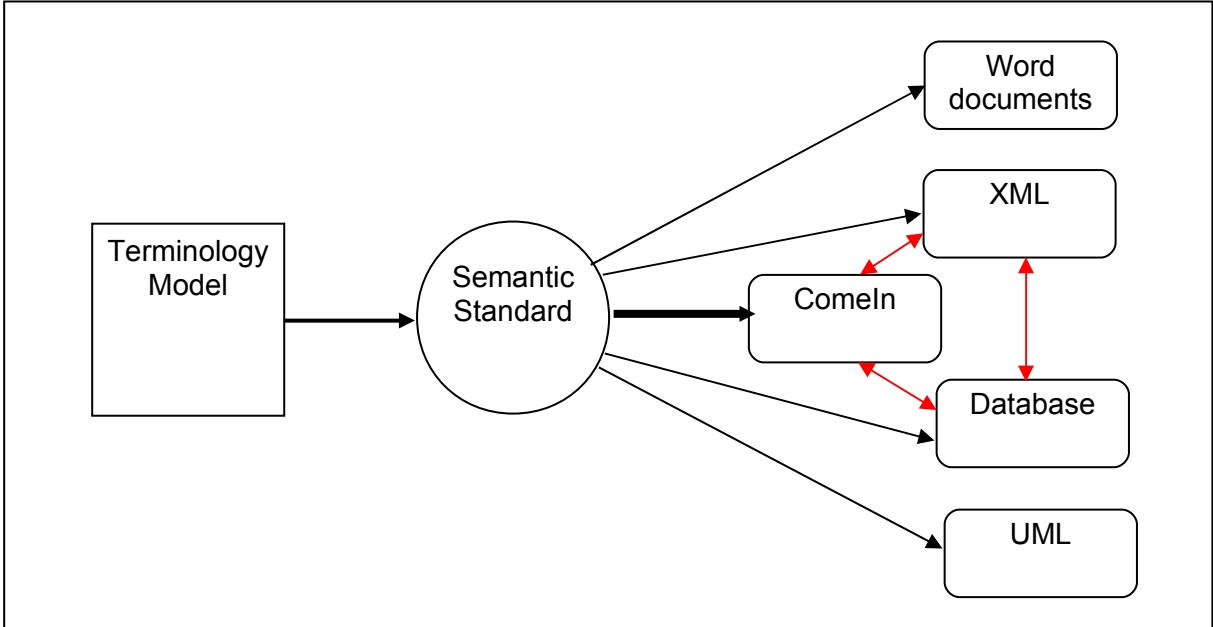 Word
documents
XML
Terminology
Model
Semantic
Standard
ComeIn
Database
UML